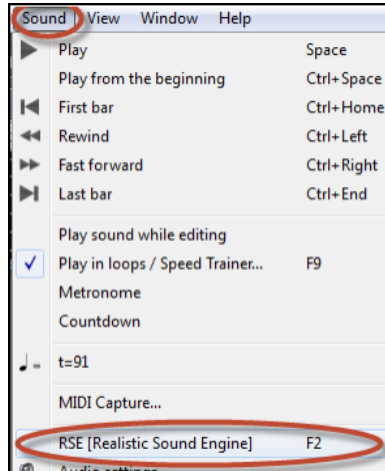 Sound View Window Help
Play Space
Play from the beginning Ctrl+Space
First bar Ctrl+Home
Rewind Ctrl+Left
Fast forward Ctrl+Right
Last bar Ctrl+End
Play sound while editing
Play in loops / Speed Trainer... F9
Metronome
Countdown
t=91
MIDI Capture...
RSE [Realistic Sound Engine] F2
Audio settings